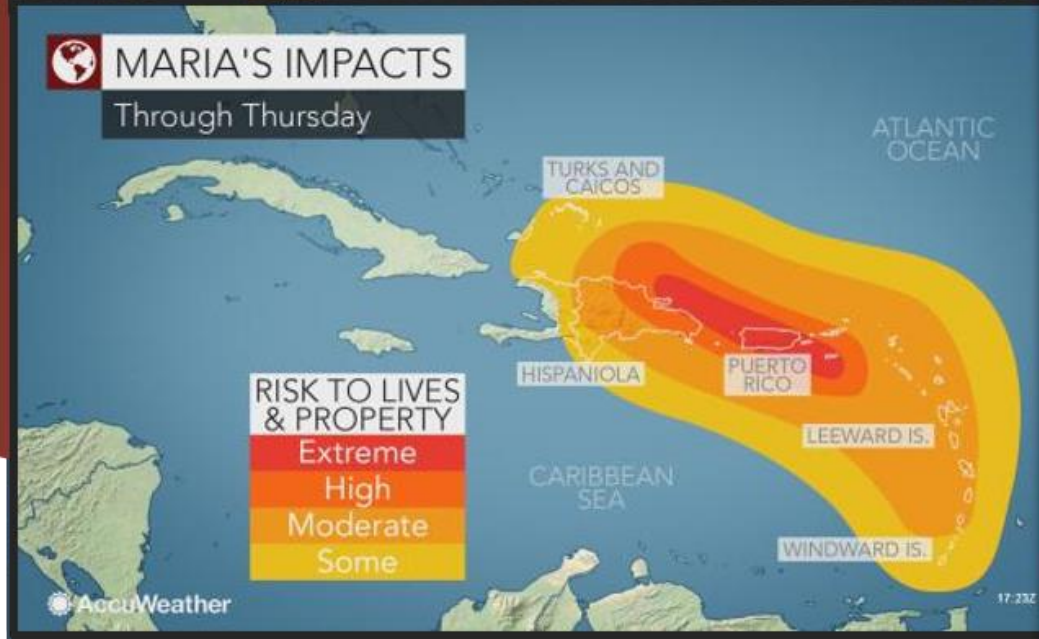 MARIA'S IMPACTS
Through Thursday
ATLANTIC
OCEAN
TURKS AND
CAICOS
HISPANIOLA
PUERTO
RICO
LEEWARD IS.
RISK TO LIVES
& PROPERTY
Extreme
High
Moderate
Some
CARIBBEAN
SEA
WINDWARD IS.
AccuWeather
17:23Z